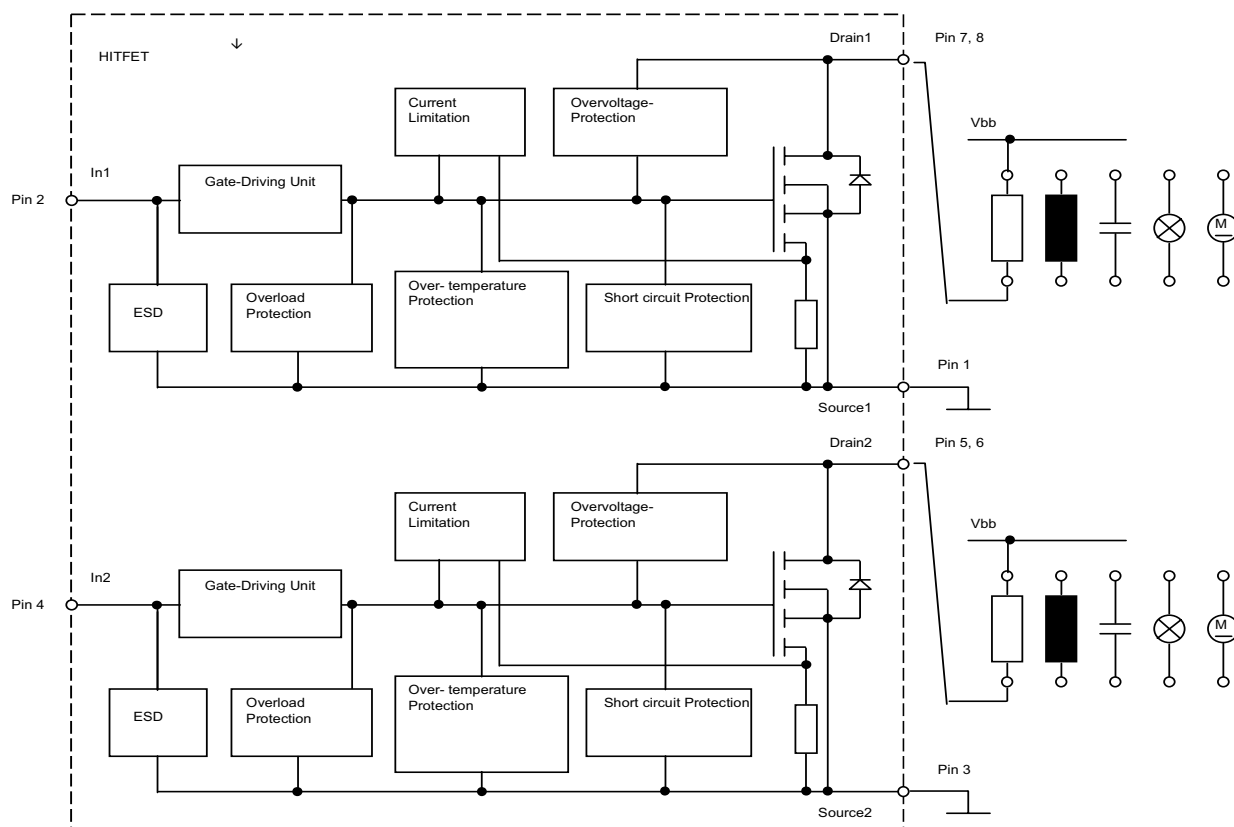 Drain1
Pin 7, 8
HITFET
Current
Limitation
Overvoltage-
Protection
Vbb
In1
Gate-Driving Unit
Pin 2
M
ESD
Overload
Protection
Over- temperature
Protection
Short circuit Protection
Pin 1
Source1
Drain2
Pin 5, 6
Current
Limitation
Overvoltage-
Protection
Vbb
In2
Gate-Driving Unit
Pin 4
M
ESD
Overload
Protection
Over- temperature
Protection
Short circuit Protection
Pin 3
Source2